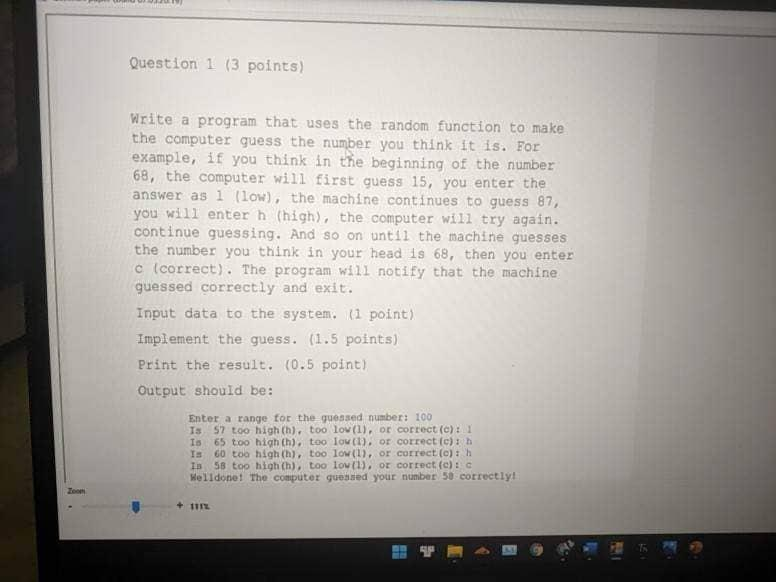 Question 1 (3 points)
Write a program that uses the random function to make
the computer guess the number you think it is. For
example, if you think in the beginning of the number
68, the computer will first guess 15, you enter the
answer as l (low), the machine continues to guess 87,
you will enter h (high), the computer will try again.
continue guessing. And so on until the machine guesses
the number you think in your head is 68, then you enter
c (correct). The program will notify that the machine
guessed correctly and exit.
Input data to the system. (1 point)
Implement the guess. (1.5 points)
Print the result. (0.5 point)
Output should be:
Enter a range for the guessed number: 100
Is 57 too high(h), too low(l), or correct(c): l
Is 65 too high(h), too low(l), or correct(c): h
Is 60 too high(h), too low(l), or correct(c): h
Is 58 too high(h), too low(l), or correct(c): c
Welldone! The computer guessed your number 58 correctly!
Zoom
- + 111%